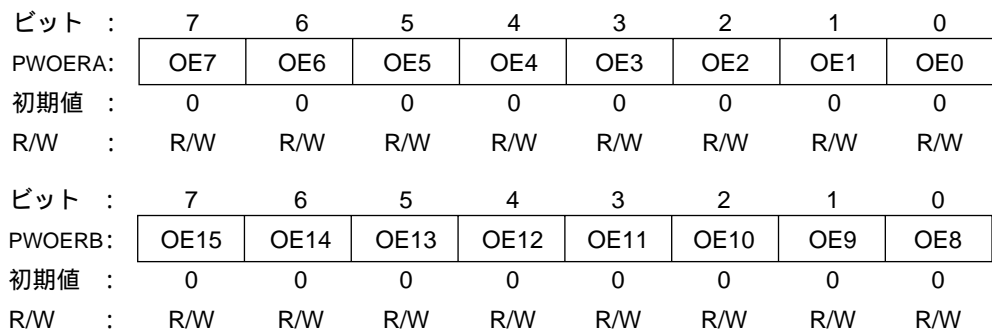 ビット : 7 6 5 4 3 2 1 0
PWOERA: OE7 OE6 OE5 OE4 OE3 OE2 OE1 OE0
初期値 : 0 0 0 0 0 0 0 0
R/W : R/W R/W R/W R/W R/W R/W R/W R/W
ビット : 7 6 5 4 3 2 1 0
PWOERB: OE15 OE14 OE13 OE12 OE11 OE10 OE9 OE8
初期値 : 0 0 0 0 0 0 0 0
R/W : R/W R/W R/W R/W R/W R/W R/W R/W